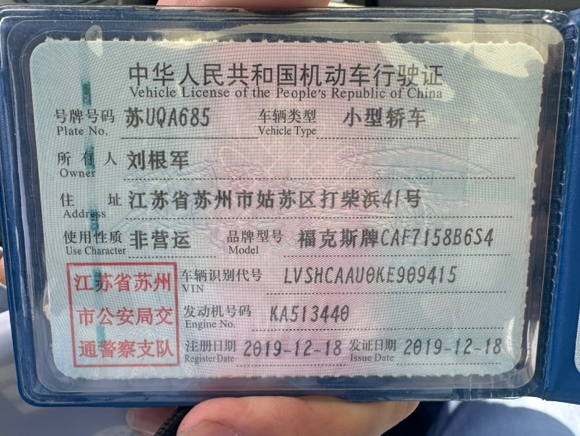 中华人民共和国机动车行驶证
Vehicle License of the People's Republic of China
号牌号码 苏UQA685 车辆类型 小型轿车
Plate No. Vehicle Type
所有人 刘根军
Owner
住址 江苏省苏州市姑苏区打柴浜41号
Address
使用性质 非营运 品牌型号 福克斯牌CAF7158B6S4
Use Character Model
江苏省苏州 车辆识别代号 LVSHCAAU0KE909415
VIN
市公安局交 发动机号码 KA513440
Engine No.
通警察支队 注册日期 2019-12-18 发证日期 2019-12-18
Register Date Issue Date